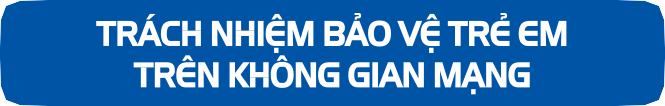 TRÁCH NHIỆM BẢO VỆ TRẺ EM
TRÊN KHÔNG GIAN MẠNG